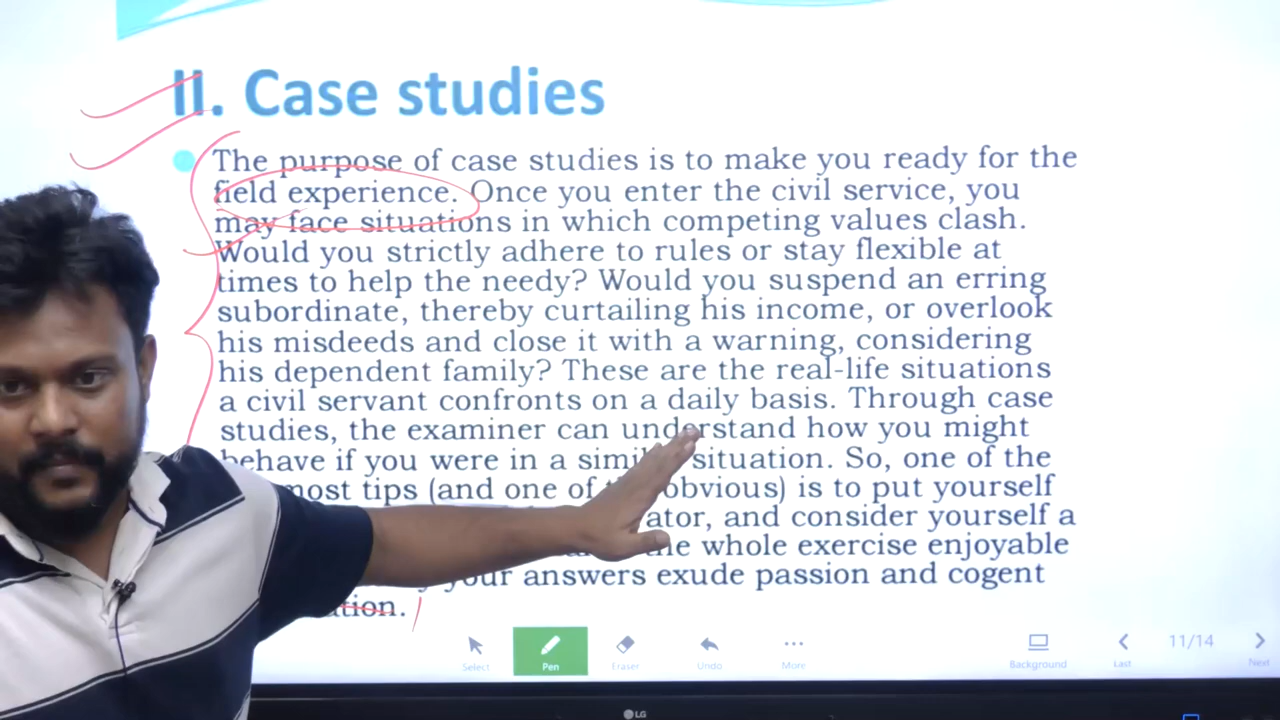 II. Case studies
The purpose of case studies is to make you ready for the
field experience. Once you enter the civil service, you
may face situations in which competing values clash.
Would you strictly adhere to rules or stay flexible at
times to help the needy? Would you suspend an erring
subordinate, thereby curtailing his income, or overlook
his misdeeds and close it with a warning, considering
his dependent family? These are the real-life situations
a civil servant confronts on a daily basis. Through case
studies, the examiner can understand how you might
behave if you were in a situation. So, one of the
most tips (and one of obvious) is to put yourself
and consider yourself a
whole exercise enjoyable
your answers exude passion and cogent
Select
Pen
Eraser
Undo
More
Background
Last
11/14
Next
LG